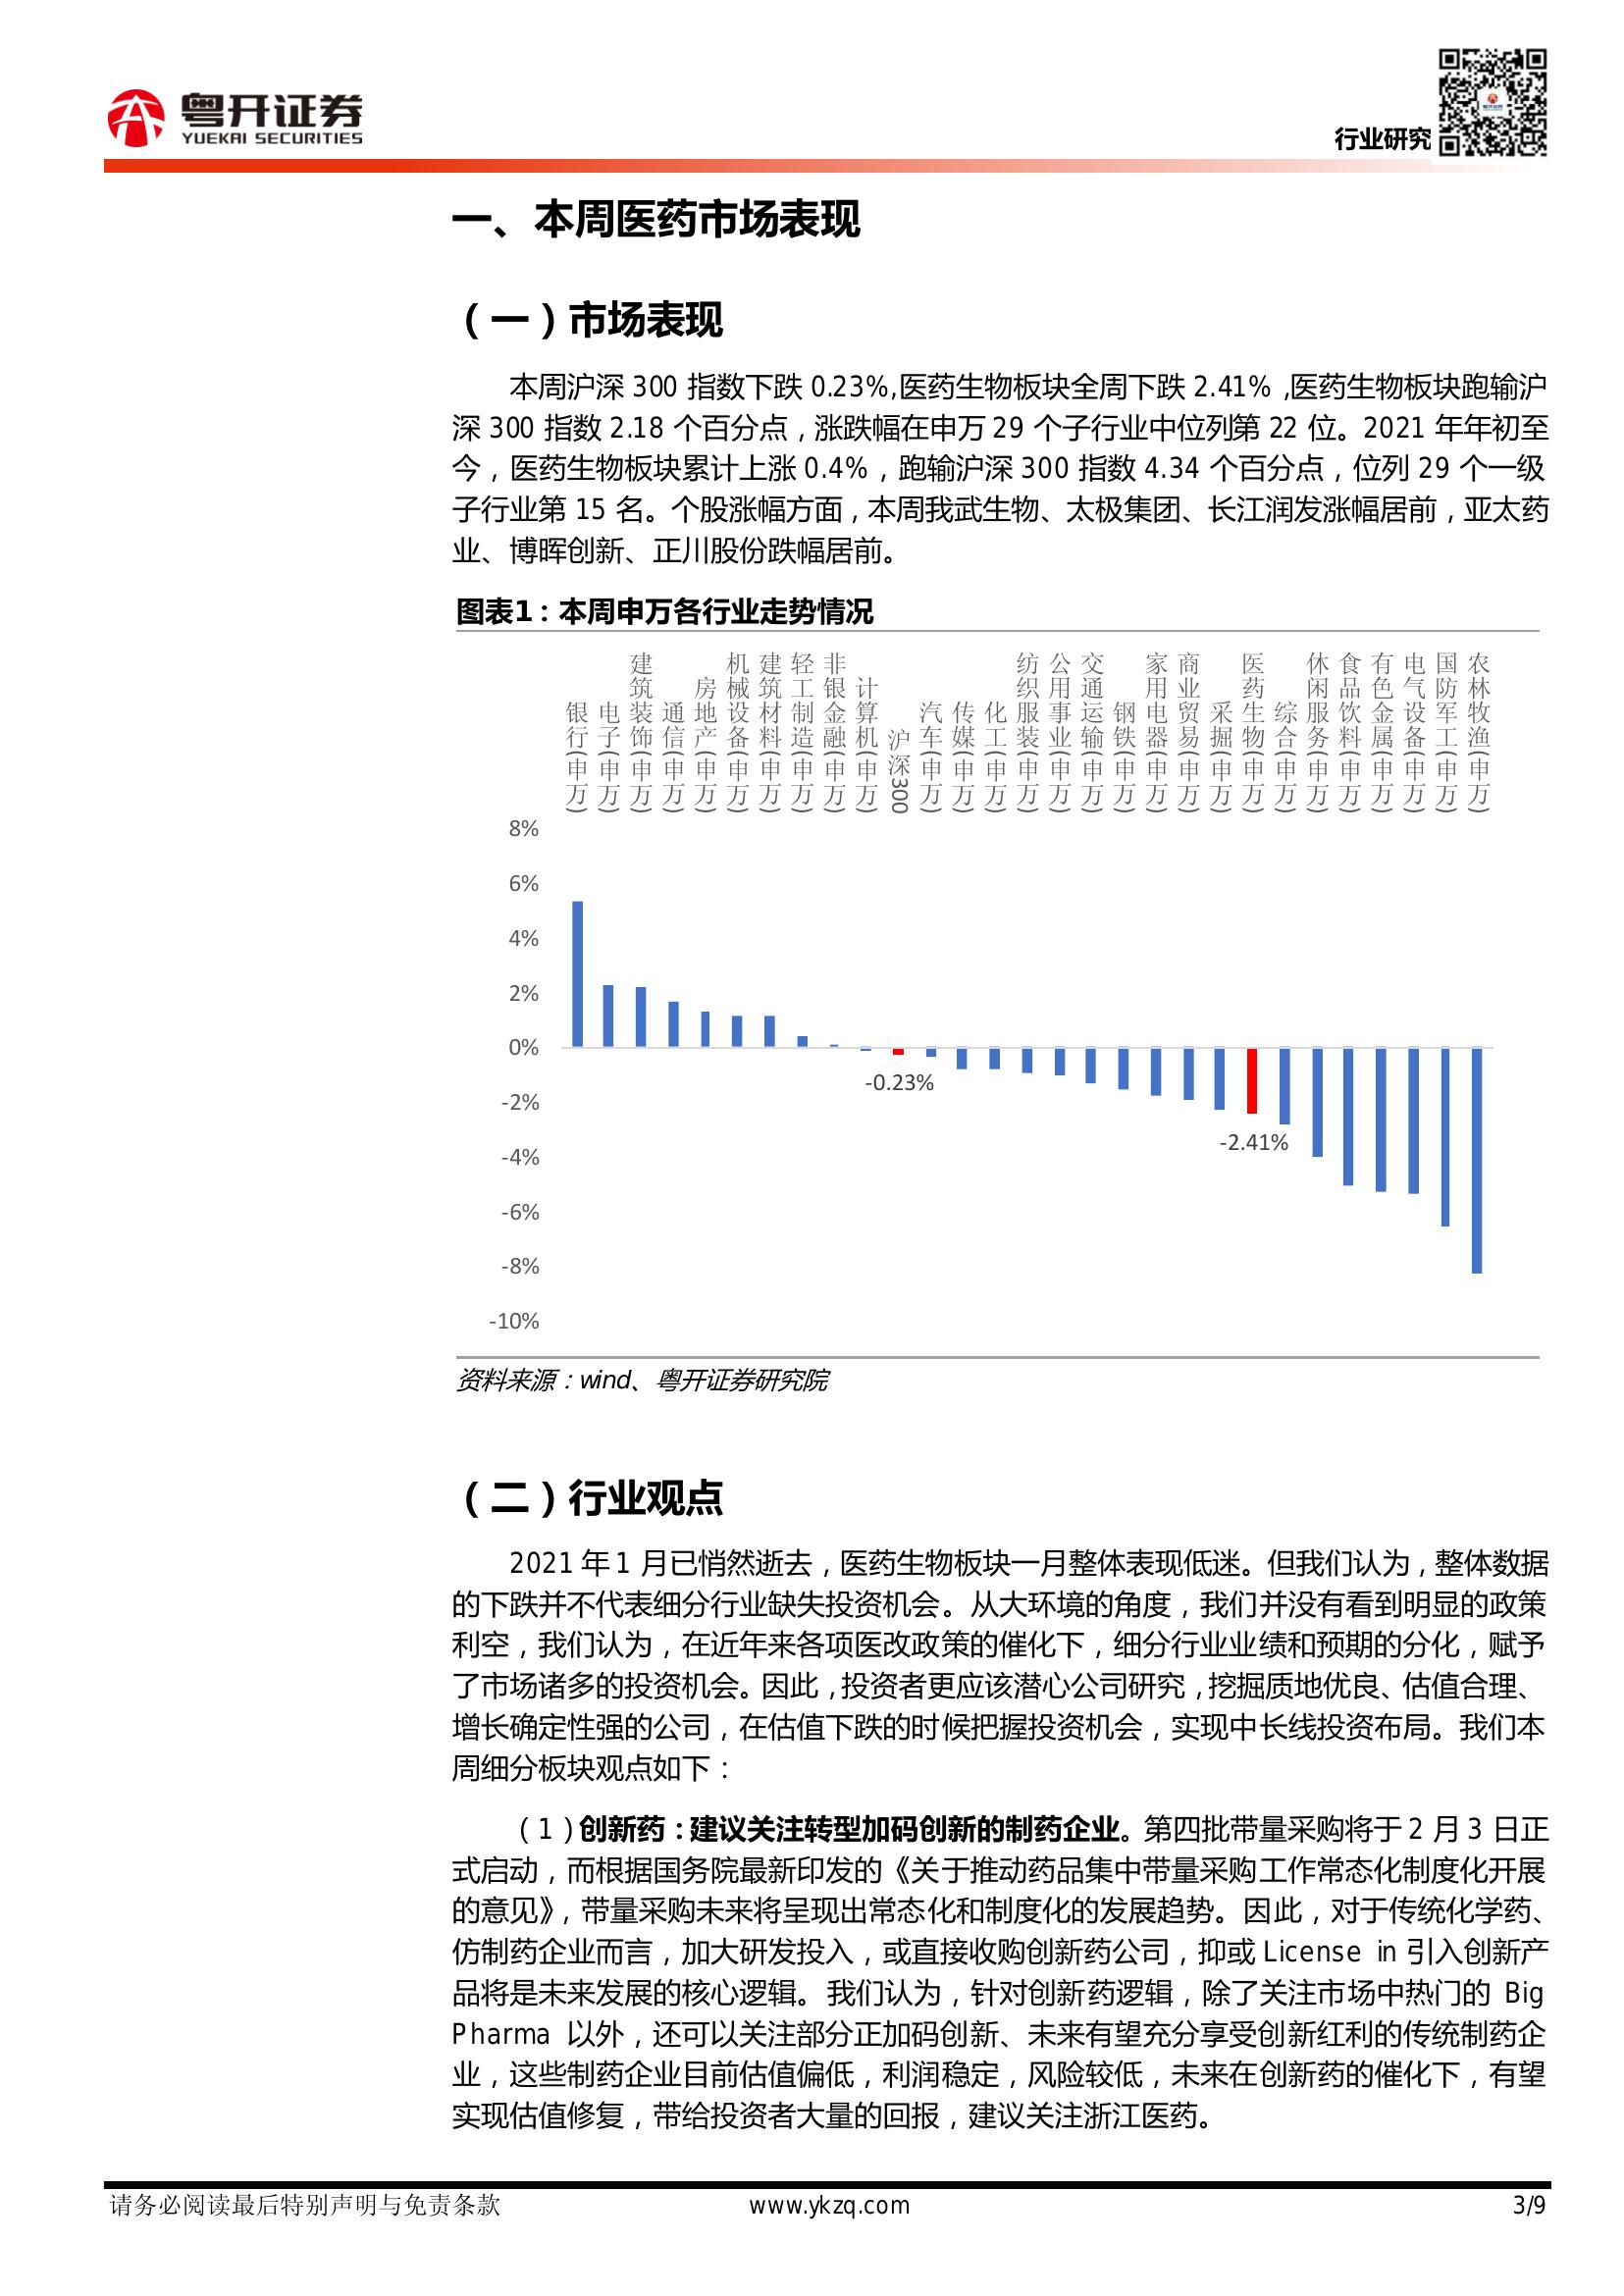 粤开证券
YUEKAI SECURITIES
行业研究
一、本周医药市场表现
（一）市场表现
本周沪深 300 指数下跌 0.23%,医药生物板块全周下跌 2.41% ,医药生物板块跑输沪
深 300 指数 2.18 个百分点，涨跌幅在申万 29 个子行业中位列第 22 位。2021 年年初至
今，医药生物板块累计上涨 0.4%，跑输沪深 300 指数 4.34 个百分点，位列 29 个一级
子行业第 15 名。个股涨幅方面，本周我武生物、太极集团、长江润发涨幅居前，亚太药
业、博晖创新、正川股份跌幅居前。
图表1：本周申万各行业走势情况
银行(申万)
电子(申万)
建筑装饰(申万)
通信(申万)
房地产(申万)
机械设备(申万)
建筑材料(申万)
轻工制造(申万)
非银金融(申万)
计算机(申万)
沪深300
汽车(申万)
传媒(申万)
化工(申万)
纺织服装(申万)
公用事业(申万)
交通运输(申万)
钢铁(申万)
家用电器(申万)
商业贸易(申万)
采掘(申万)
医药生物(申万)
综合(申万)
休闲服务(申万)
食品饮料(申万)
有色金属(申万)
电气设备(申万)
国防军工(申万)
农林牧渔(申万)
8%
6%
4%
2%
0%
-2%
-4%
-6%
-8%
-10%
-0.23%
-2.41%
资料来源：wind、粤开证券研究院
（二）行业观点
2021 年 1 月已悄然逝去，医药生物板块一月整体表现低迷。但我们认为，整体数据
的下跌并不代表细分行业缺失投资机会。从大环境的角度，我们并没有看到明显的政策
利空，我们认为，在近年来各项医改政策的催化下，细分行业业绩和预期的分化，赋予
了市场诸多的投资机会。因此，投资者更应该潜心公司研究，挖掘质地优良、估值合理、
增长确定性强的公司，在估值下跌的时候把握投资机会，实现中长线投资布局。我们本
周细分板块观点如下：
（1）创新药：建议关注转型加码创新的制药企业。第四批带量采购将于 2 月 3 日正
式启动，而根据国务院最新印发的《关于推动药品集中带量采购工作常态化制度化开展
的意见》，带量采购未来将呈现出常态化和制度化的发展趋势。因此，对于传统化学药、
仿制药企业而言，加大研发投入，或直接收购创新药公司，抑或 License in 引入创新产
品将是未来发展的核心逻辑。我们认为，针对创新药逻辑，除了关注市场中热门的 Big
Pharma 以外，还可以关注部分正加码创新、未来有望充分享受创新红利的传统制药企
业，这些制药企业目前估值偏低，利润稳定，风险较低，未来在创新药的催化下，有望
实现估值修复，带给投资者大量的回报，建议关注浙江医药。
请务必阅读最后特别声明与免责条款
www.ykzq.com
3/9